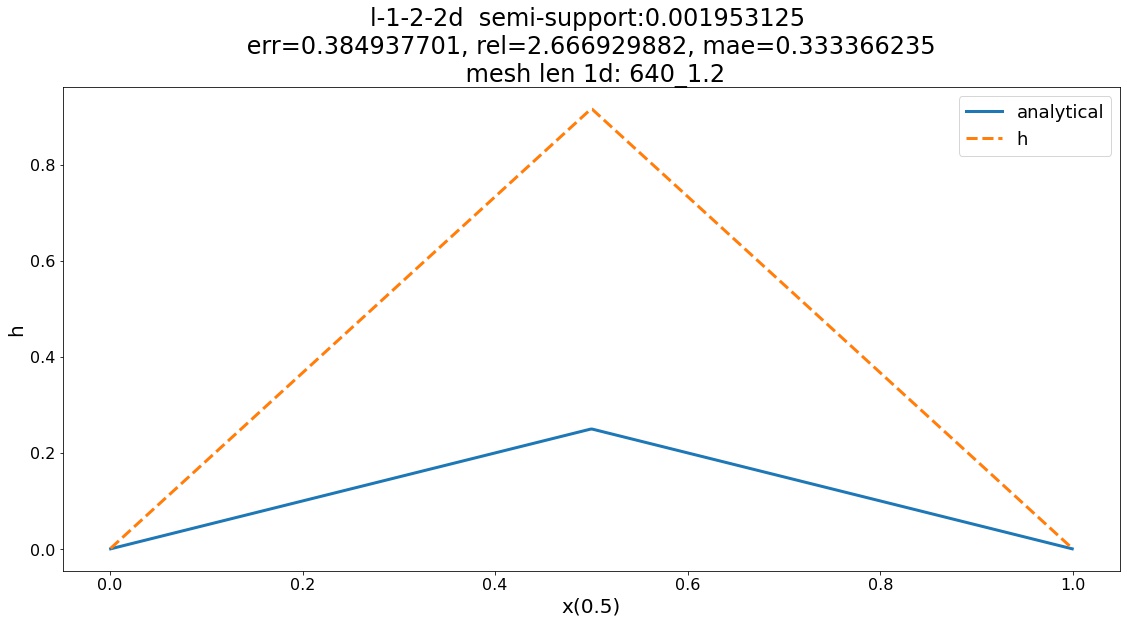 l-1-2-2d  semi-support:0.001953125
err=0.384937701, rel=2.666929882, mae=0.333366235
mesh len 1d: 640_1.2
analytical
h
h
0.8
0.6
0.4
0.2
0.0
0.0 0.2 0.4 0.6 0.8 1.0
x(0.5)